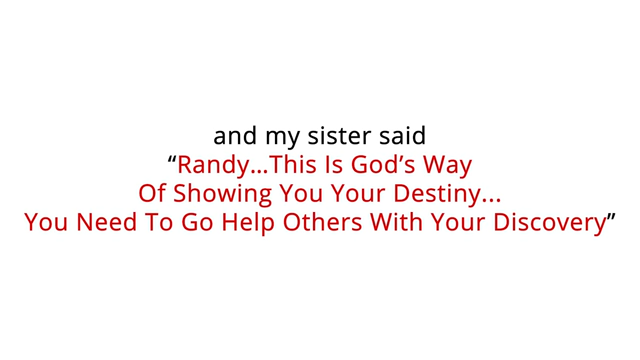 and my sister said
“Randy...This Is God’s Way
Of Showing You Your Destiny...
You Need To Go Help Others With Your Discovery”